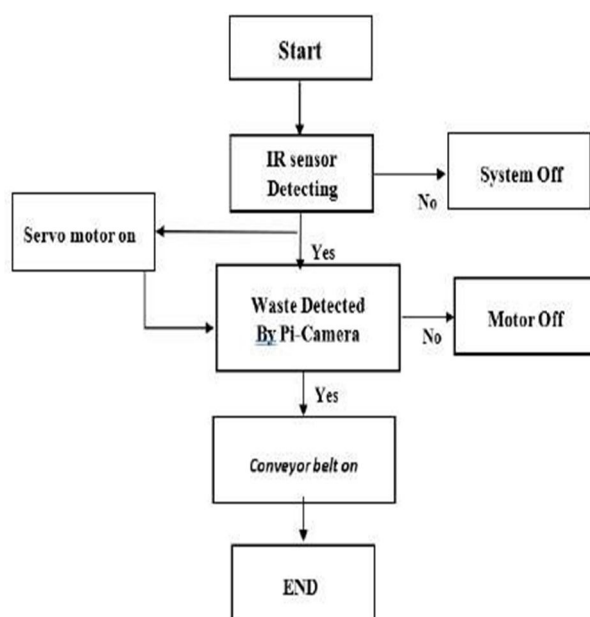 Start
IR sensor
Detecting
No
System Off
Servo motor on
Yes
Waste Detected
By Pi-Camera
No
Motor Off
Yes
Conveyor belt on
END